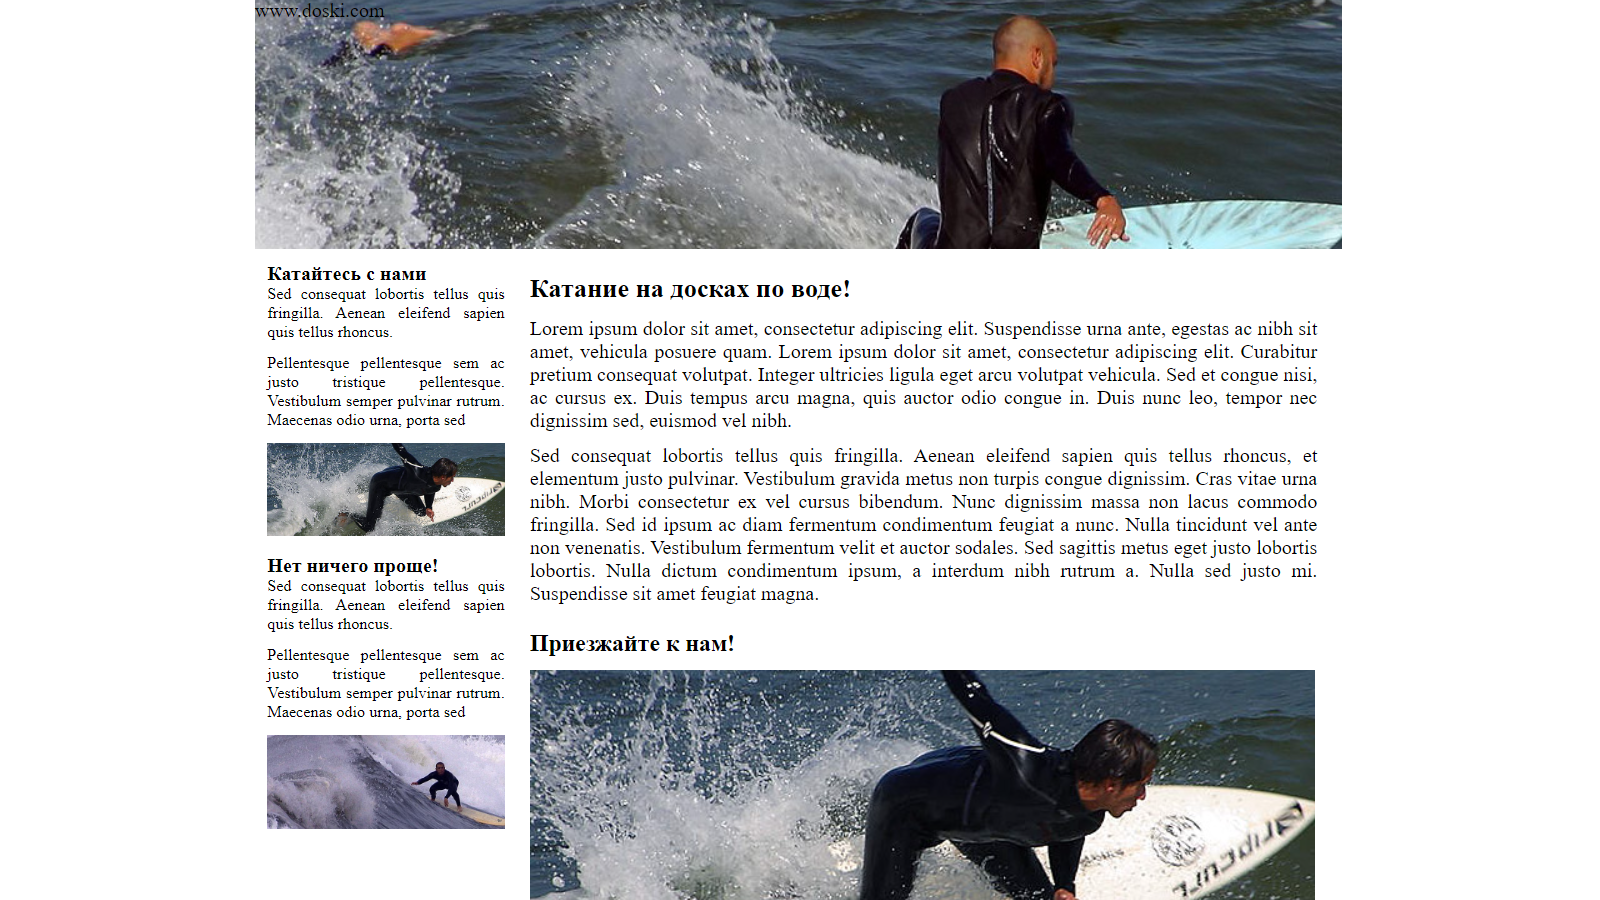 www.doski.com
Катайтесь с нами
Sed consequat lobortis tellus quis
fringilla. Aenean eleifend sapien
quis tellus rhoncus.
Pellentesque pellentesque sem ac
justo tristique pellentesque.
Vestibulum semper pulvinar rutrum.
Maecenas odio urna, porta sed
Нет ничего проще!
Sed consequat lobortis tellus quis
fringilla. Aenean eleifend sapien
quis tellus rhoncus.
Pellentesque pellentesque sem ac
justo tristique pellentesque.
Vestibulum semper pulvinar rutrum.
Maecenas odio urna, porta sed
Катание на досках по воде!
Lorem ipsum dolor sit amet, consectetur adipiscing elit. Suspendisse urna ante, egestas ac nibh sit
amet, vehicula posuere quam. Lorem ipsum dolor sit amet, consectetur adipiscing elit. Curabitur
pretium consequat volutpat. Integer ultricies ligula eget arcu volutpat vehicula. Sed et congue nisi,
ac cursus ex. Duis tempus arcu magna, quis auctor odio congue in. Duis nunc leo, tempor nec
dignissim sed, euismod vel nibh.
Sed consequat lobortis tellus quis fringilla. Aenean eleifend sapien quis tellus rhoncus, et
elementum justo pulvinar. Vestibulum gravida metus non turpis congue dignissim. Cras vitae urna
nibh. Morbi consectetur ex vel cursus bibendum. Nunc dignissim massa non lacus commodo
fringilla. Sed id ipsum ac diam fermentum condimentum feugiat a nunc. Nulla tincidunt vel ante
non venenatis. Vestibulum fermentum velit et auctor sodales. Sed sagittis metus eget justo lobortis
lobortis. Nulla dictum condimentum ipsum, a interdum nibh rutrum a. Nulla sed justo mi.
Suspendisse sit amet feugiat magna.
Приезжайте к нам!
RIPCURL